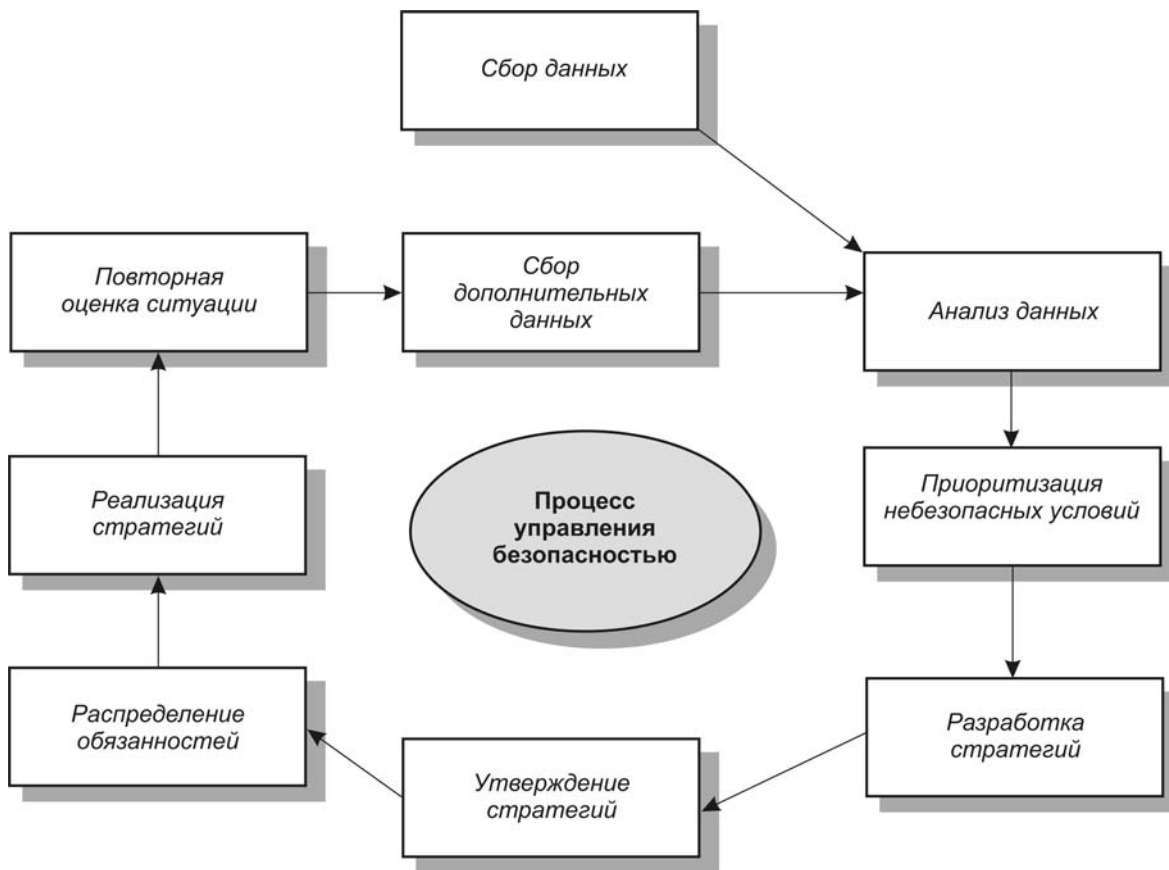 Сбор данных
Повторная
оценка ситуации
Сбор
дополнительных
данных
Анализ данных
Реализация
стратегий
Процесс
управления
безопасностью
Приоритизация
небезопасных условий
Распределение
обязанностей
Утверждение
стратегий
Разработка
стратегий